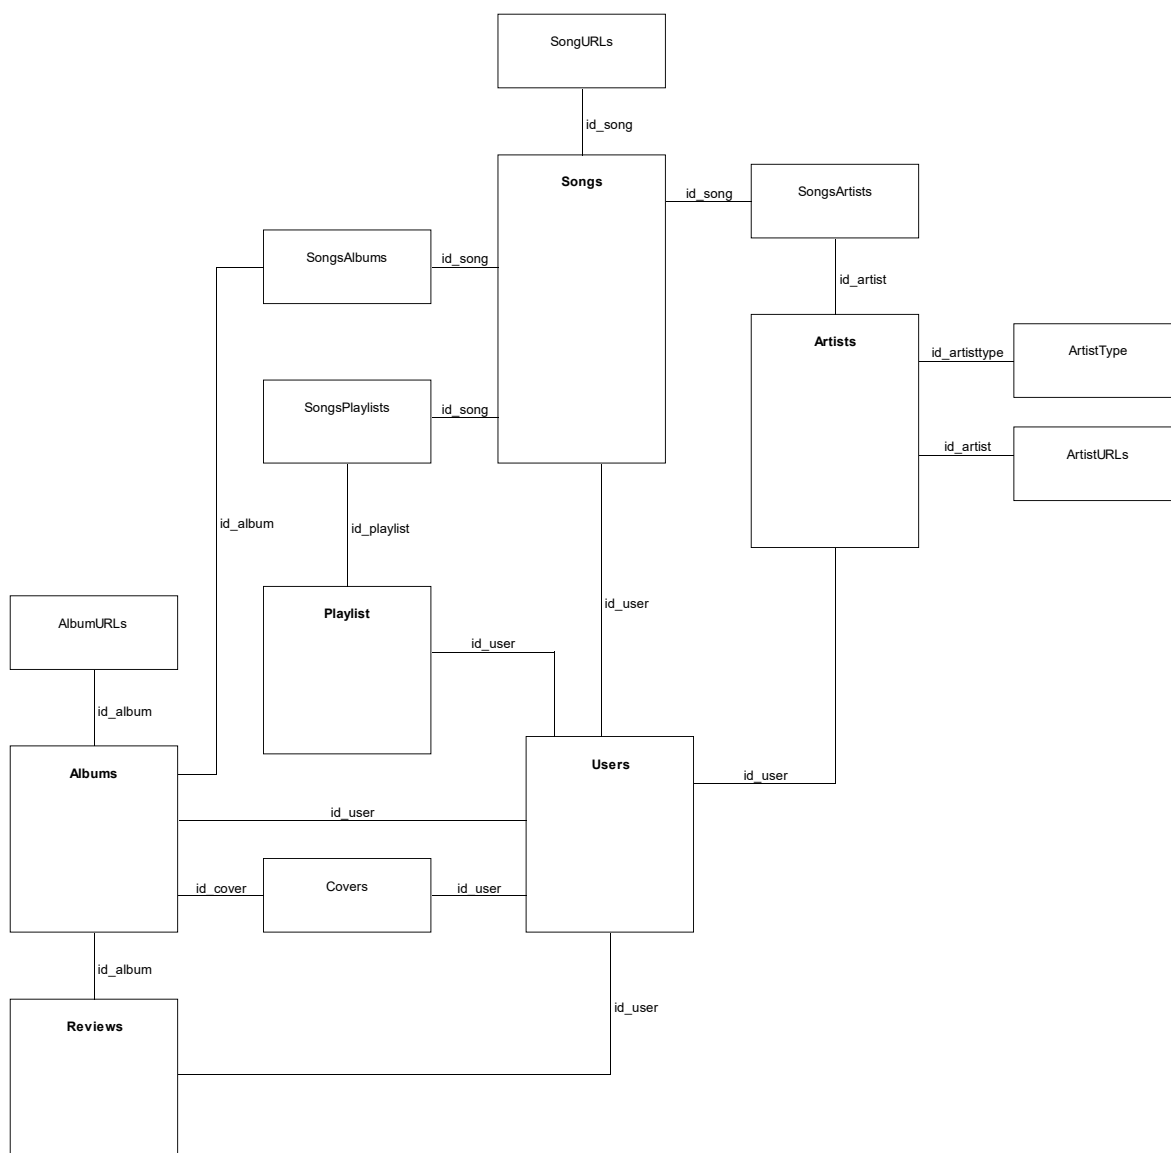 SongURLs
id_song
Songs
id_song
SongsArtists
SongsAlbums
id_song
id_artist
Artists
id_artisttype
ArtistType
SongsPlaylists
id_song
id_artist
ArtistURLs
id_album
id_playlist
id_user
Playlist
AlbumURLs
id_user
id_album
Albums
Users
id_user
id_user
id_cover
Covers
id_user
id_album
id_user
Reviews